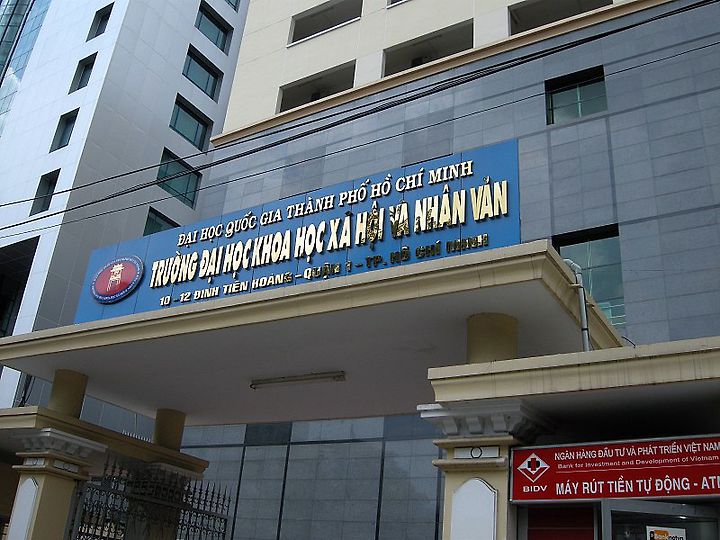 ĐẠI HỌC QUỐC GIA THÀNH PHỐ HỒ CHÍ MINH
TRƯỜNG ĐẠI HỌC KHOA HỌC XÃ HỘI VÀ NHÂN VĂN
10 - 12 ĐINH TIÊN HOÀNG - QUẬN 1 - TP. HỒ CHÍ MINH
NGÂN HÀNG ĐẦU TƯ VÀ PHÁT TRIỂN VIỆT NAM
Bank for Investment and Development of Vietnam
BIDV
MÁY RÚT TIỀN TỰ ĐỘNG - ATM